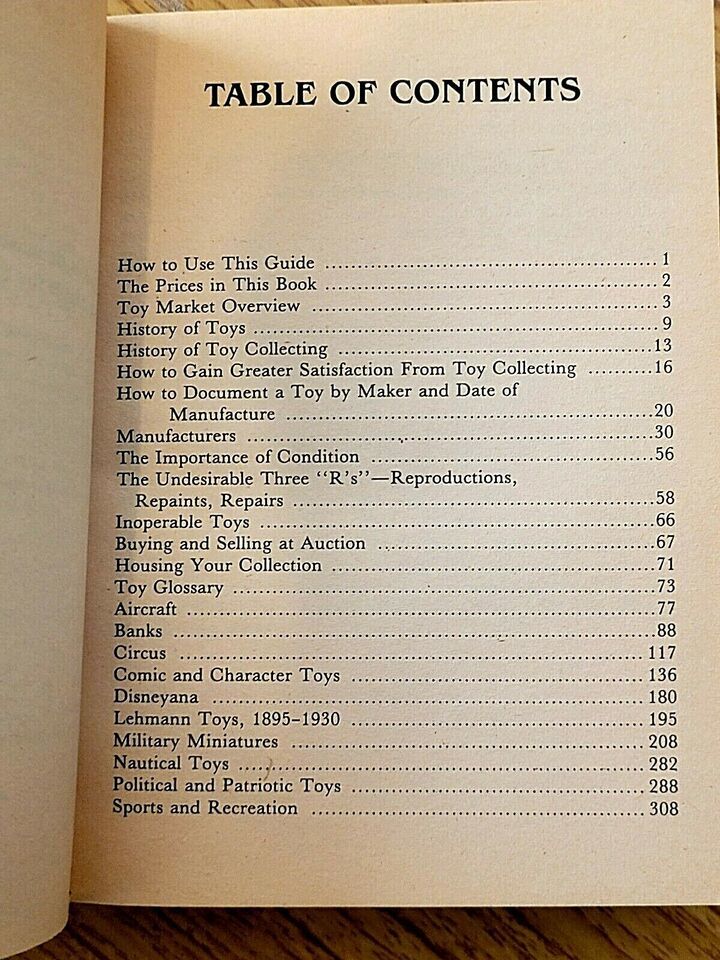 TABLE OF CONTENTS
How to Use This Guide ........................................ 1
The Prices in This Book ........................................ 2
Toy Market Overview ........................................ 3
History of Toys ........................................ 9
History of Toy Collecting ........................................ 13
How to Gain Greater Satisfaction From Toy Collecting ..........16
How to Document a Toy by Maker and Date of
Manufacture ........................................ 20
Manufacturers ........................................ 30
The Importance of Condition ........................................ 56
The Undesirable Three "R's"—Reproductions,
Repaints, Repairs ........................................ 58
Inoperable Toys ........................................ 66
Buying and Selling at Auction ........................................ 67
Housing Your Collection ........................................ 71
Toy Glossary ........................................ 73
Aircraft ........................................ 77
Banks ........................................ 88
Circus ........................................ 117
Comic and Character Toys ........................................ 136
Disneyana ........................................ 180
Lehmann Toys, 1895–1930 ........................................ 195
Military Miniatures ........................................ 208
Nautical Toys ........................................ 282
Political and Patriotic Toys ........................................ 288
Sports and Recreation ........................................ 308